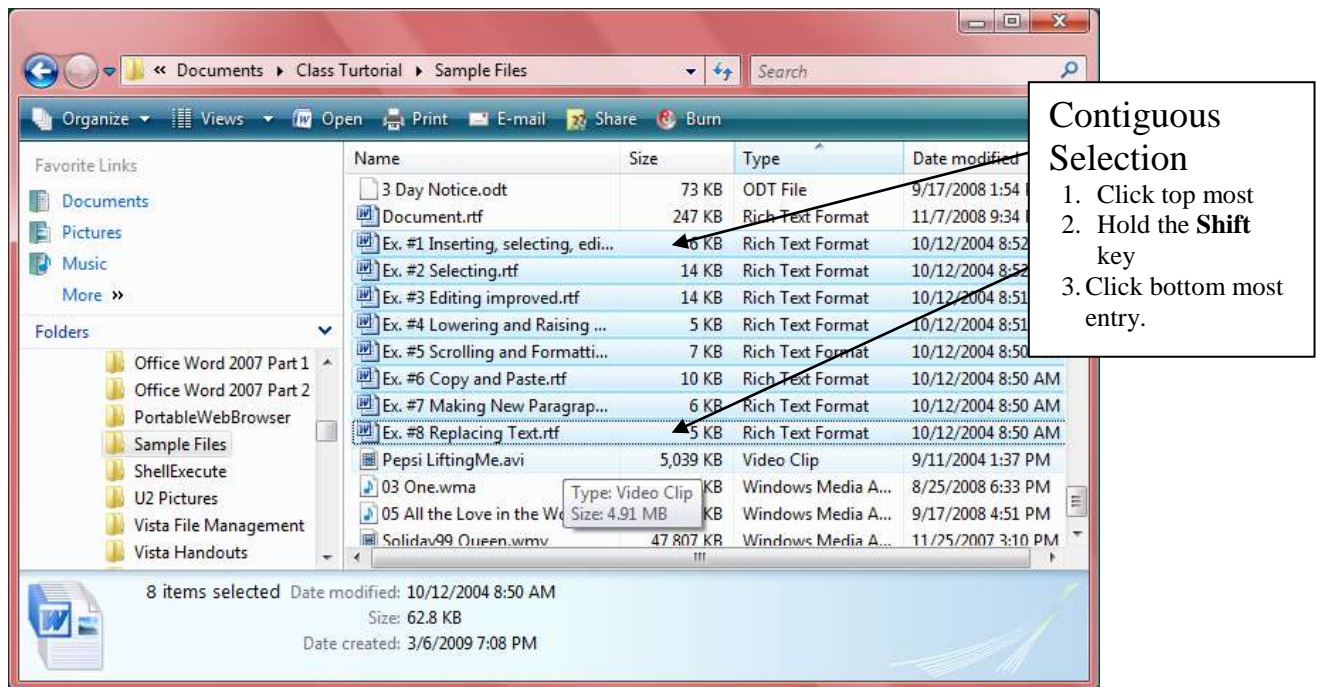 « Documents ▸ Class Turtorial ▸ Sample Files Search
Organize Views Open Print E-mail Share Burn
Favorite Links
Documents
Pictures
Music
More »
Folders
Office Word 2007 Part 1
Office Word 2007 Part 2
PortableWebBrowser
Sample Files
ShellExecute
U2 Pictures
Vista File Management
Vista Handouts
Name Size Type Date modified
3 Day Notice.odt 73 KB ODT File 9/17/2008 1:54
Document.rtf 247 KB Rich Text Format 11/7/2008 9:34
Ex. #1 Inserting, selecting, edi... 6 KB Rich Text Format 10/12/2004 8:52
Ex. #2 Selecting.rtf 14 KB Rich Text Format 10/12/2004 8:52
Ex. #3 Editing improved.rtf 14 KB Rich Text Format 10/12/2004 8:51
Ex. #4 Lowering and Raising ... 5 KB Rich Text Format 10/12/2004 8:51
Ex. #5 Scrolling and Formatti... 7 KB Rich Text Format 10/12/2004 8:50
Ex. #6 Copy and Paste.rtf 10 KB Rich Text Format 10/12/2004 8:50 AM
Ex. #7 Making New Paragrap... 6 KB Rich Text Format 10/12/2004 8:50 AM
Ex. #8 Replacing Text.rtf 5 KB Rich Text Format 10/12/2004 8:50 AM
Pepsi LiftingMe.avi 5,039 KB Video Clip 9/11/2004 1:37 PM
03 One.wma KB Windows Media A... 8/25/2008 6:33 PM
05 All the Love in the KB Windows Media A... 9/17/2008 4:51 PM
Soliday99 Queen.wmv 47,807 KB Windows Media A... 11/25/2007 3:10 PM
Type: Video Clip
Size: 4.91 MB
8 items selected Date modified: 10/12/2004 8:50 AM
Size: 62.8 KB
Date created: 3/6/2009 7:08 PM
Contiguous
Selection
1. Click top most
2. Hold the Shift
key
3. Click bottom most
entry.